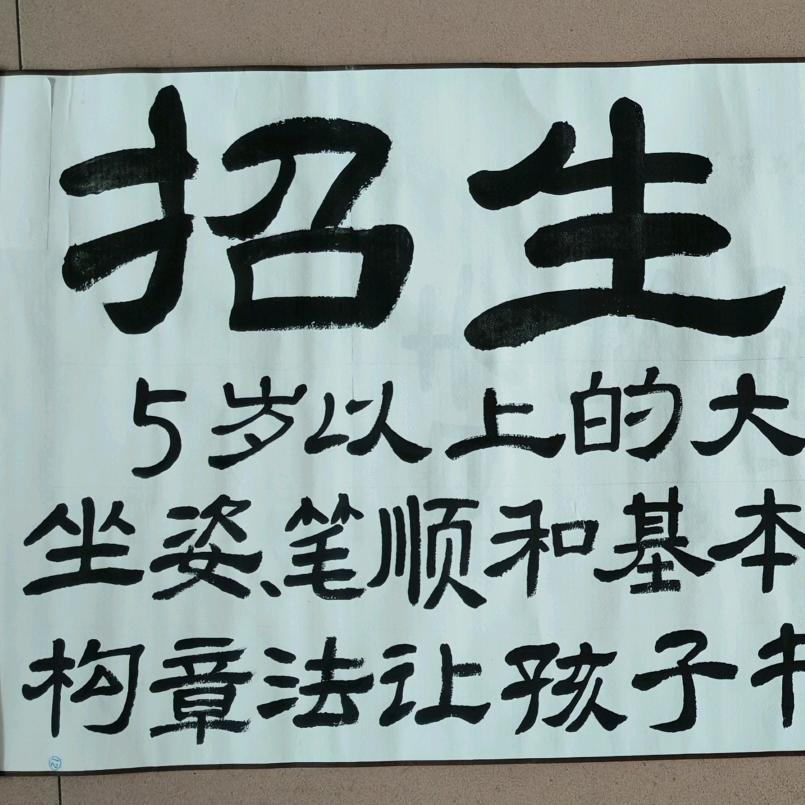 招生
5岁以上的大
坐姿、笔顺和基本
构章法让孩子
12